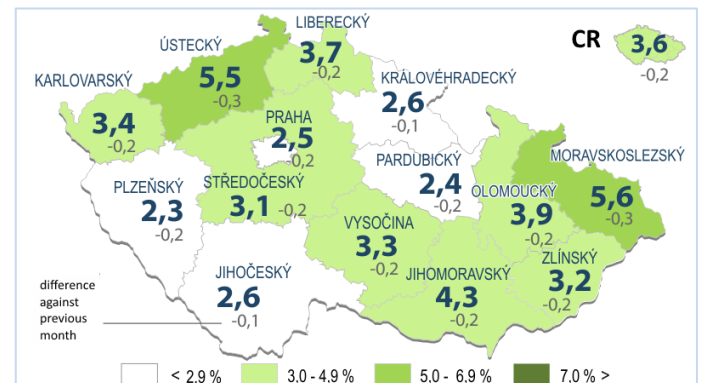 LIBERECKÝ
3,7
-0,2
CR
3,6
-0,2
ÚSTECKÝ
5,5
-0,3
KARLOVARSKÝ
3,4
-0,2
KRÁLOVÉHRADECKÝ
2,6
-0,1
PRAHA
2,5
-0,2
PARDUBICKÝ
2,4
-0,2
MORAVSKOSLEZSKÝ
5,6
-0,3
PLZEŇSKÝ
2,3
-0,2
STŘEDOČESKÝ
3,1 -0,2
OLOMOUCKÝ
3,9
-0,2
VYSOČINA
3,3
-0,2
ZLÍNSKÝ
3,2
-0,2
JIHOČESKÝ
2,6
-0,1
JIHOMORAVSKÝ
4,3
-0,2
difference
against
previous
month
< 2.9 % 3,0 - 4,9 % 5,0 - 6,9 % 7,0 % >